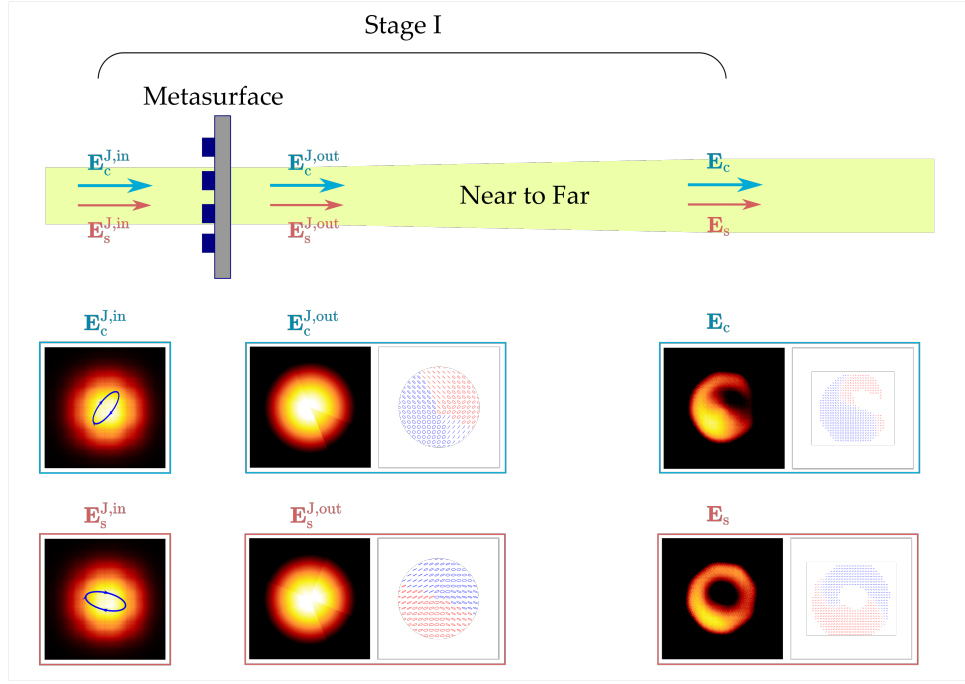 Stage I
Metasurface
E_c^{J,in}
E_c^{J,out}
E_c
Near to Far
E_s^{J,in}
E_s^{J,out}
E_s
E_c^{J,in}
E_c^{J,out}
E_c
E_s^{J,in}
E_s^{J,out}
E_s